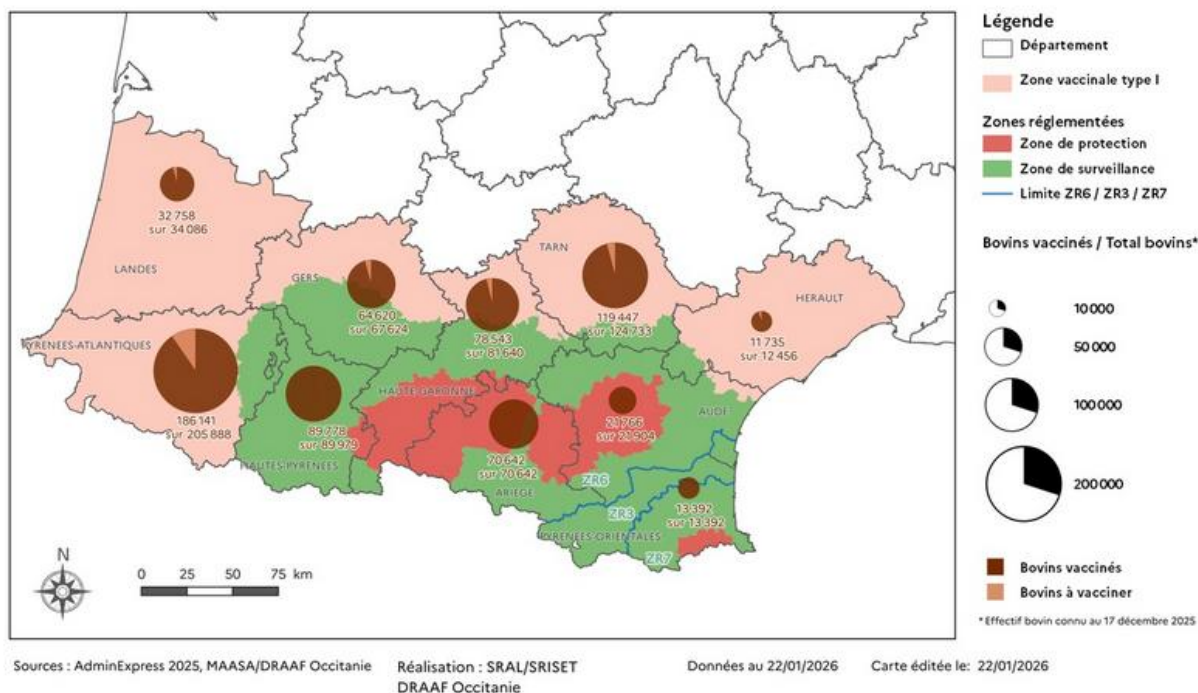 32 758
sur 34 086
LANDES
GERS
64 620
sur 67 624
TARN
119 447
sur 124 733
78 543
sur 81 640
HERAULT
11 735
sur 12 456
PYRENEES-ATLANTIQUES
186 141
sur 205 888
89 778
sur 89 979
HAUTES-PYRENEES
HAUTE-GARONNE
70 642
sur 70 642
ARIEGE
21 766
sur 21 904
AUDE
ZR6
ZR3
13 392
sur 13 392
PYRENEES-ORIENTALES
ZR7
N
0 25 50 75 km
Légende
Département
Zone vaccinale type I
Zones réglementées
Zone de protection
Zone de surveillance
Limite ZR6 / ZR3 / ZR7
Bovins vaccinés / Total bovins*
10 000
50 000
100 000
200 000
Bovins vaccinés
Bovins à vacciner
* Effectif bovin connu au 17 décembre 2025
Sources : AdminExpress 2025, MAASA/DRAAF Occitanie
Réalisation : SRAL/SRISET
DRAAF Occitanie
Données au 22/01/2026
Carte éditée le: 22/01/2026